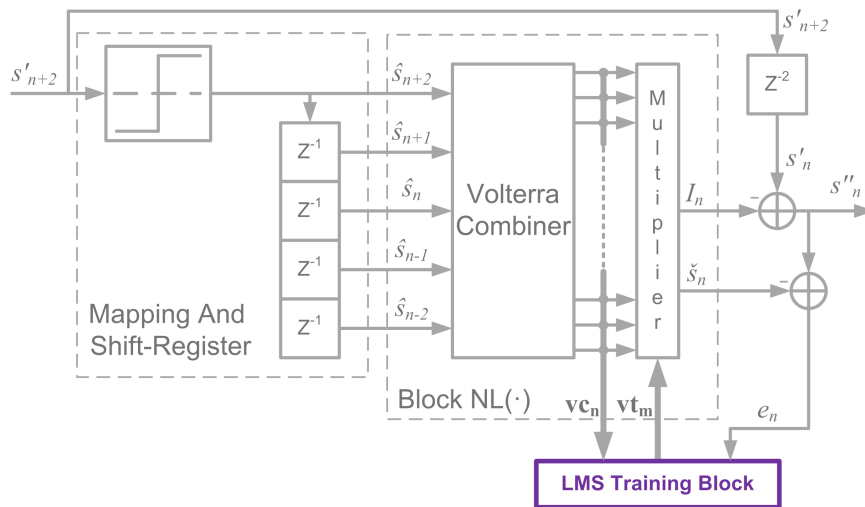 s'ₙ₊₂
s'ₙ₊₂
ŝₙ₊₂
Z⁻²
Z⁻¹
ŝₙ₊₁
Z⁻¹
ŝₙ
Z⁻¹
ŝₙ₋₁
Z⁻¹
ŝₙ₋₂
Mapping And
Shift-Register
Volterra
Combiner
Multiplier
Iₙ
šₙ
s'ₙ
s''ₙ
-
-
Block NL(·)
vcₙ
vtₘ
eₙ
LMS Training Block